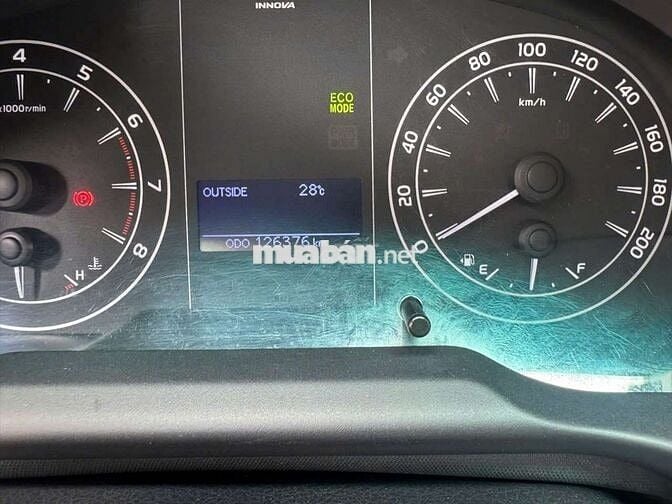 INNOVA
4 5 6 7 8
x1000r/min
H
ECO
MODE
OUTSIDE 28℃
ODO 126376 km
muaban.net
0 20 40 60 80 100 120 140 160 180 200
km/h
E F